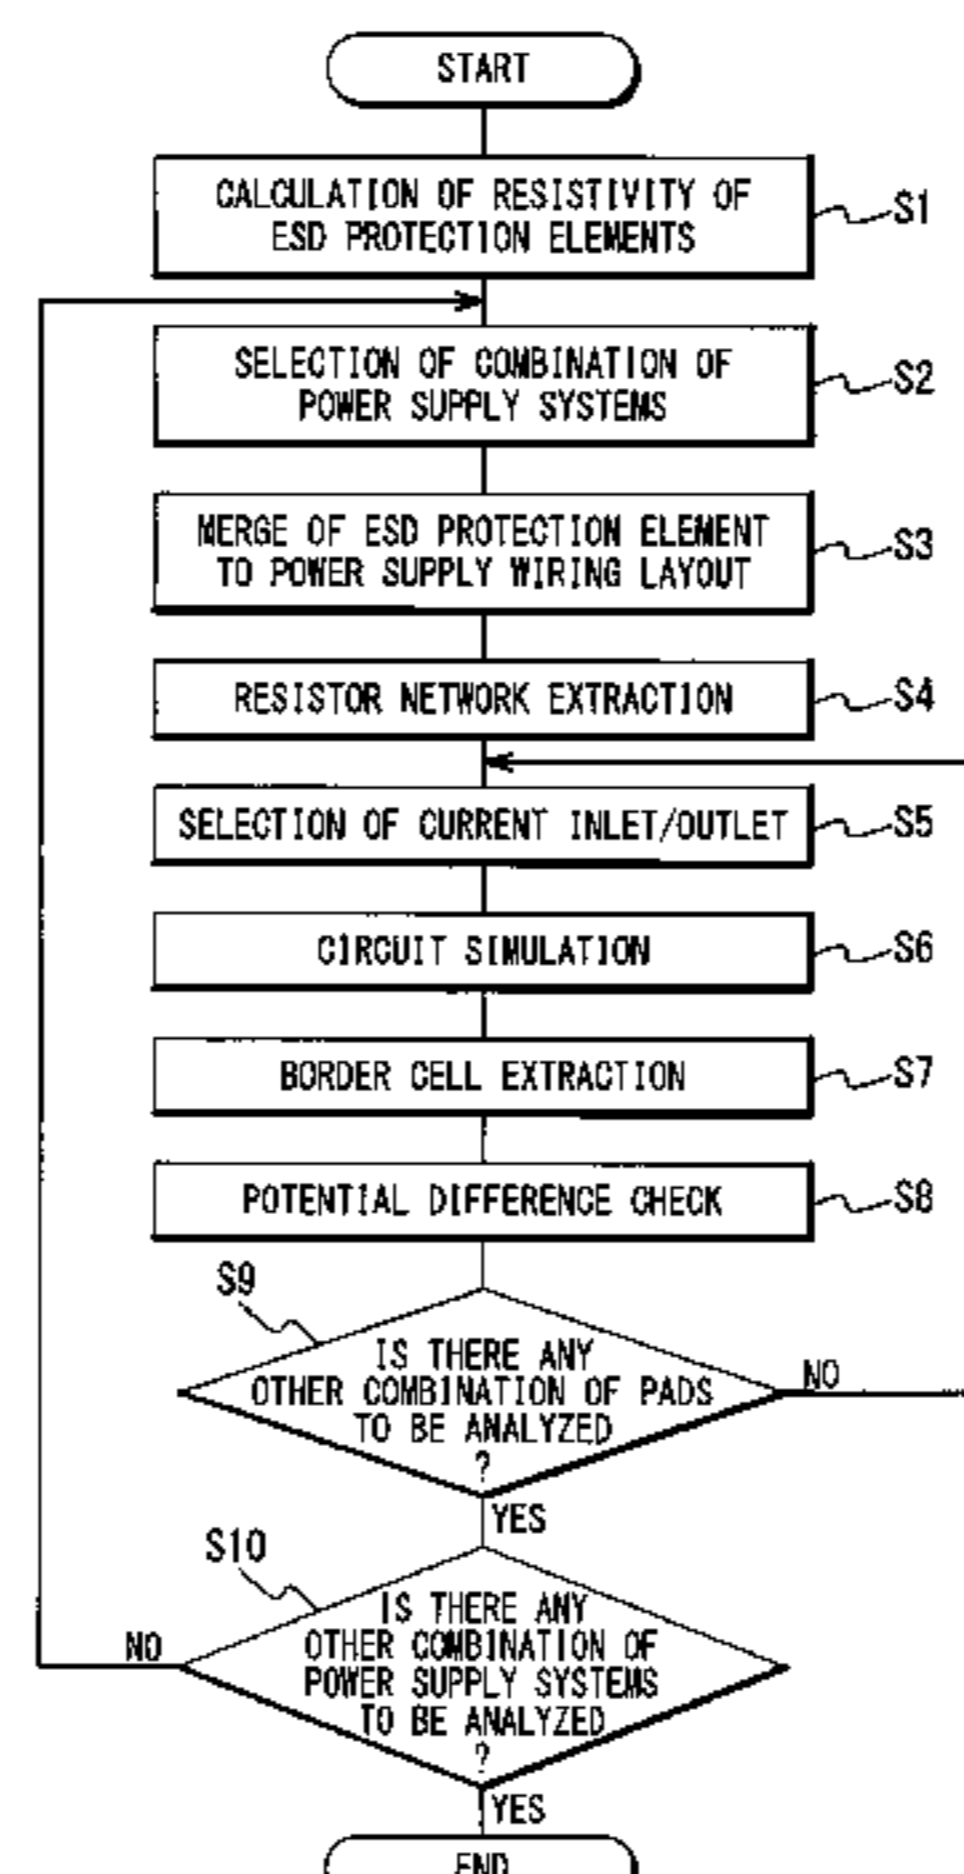 START
CALCULATION OF RESISTIVITY OF
ESD PROTECTION ELEMENTS
S1
SELECTION OF COMBINATION OF
POWER SUPPLY SYSTEMS
S2
MERGE OF ESD PROTECTION ELEMENT
TO POWER SUPPLY WIRING LAYOUT
S3
RESISTOR NETWORK EXTRACTION
S4
SELECTION OF CURRENT INLET/OUTLET
S5
CIRCUIT SIMULATION
S6
BORDER CELL EXTRACTION
S7
POTENTIAL DIFFERENCE CHECK
S8
S9
IS THERE ANY
OTHER COMBINATION OF PADS
TO BE ANALYZED
?
NO
YES
S10
IS THERE ANY
OTHER COMBINATION OF
POWER SUPPLY SYSTEMS
TO BE ANALYZED
?
NO
YES
END